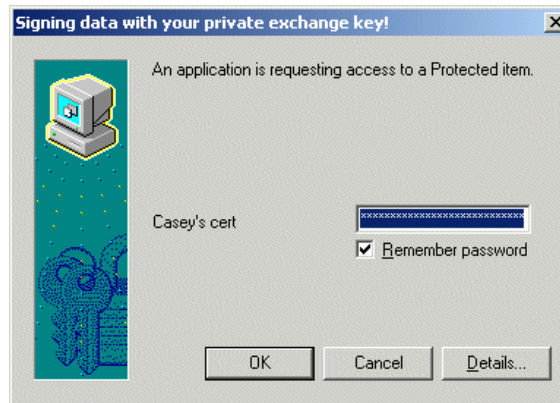 Signing data with your private exchange key!
An application is requesting access to a Protected item.
Casey's cert
xxxxxxxxxxxxxxxxxxxxxxxxxxx
Remember password
OK
Cancel
Details...